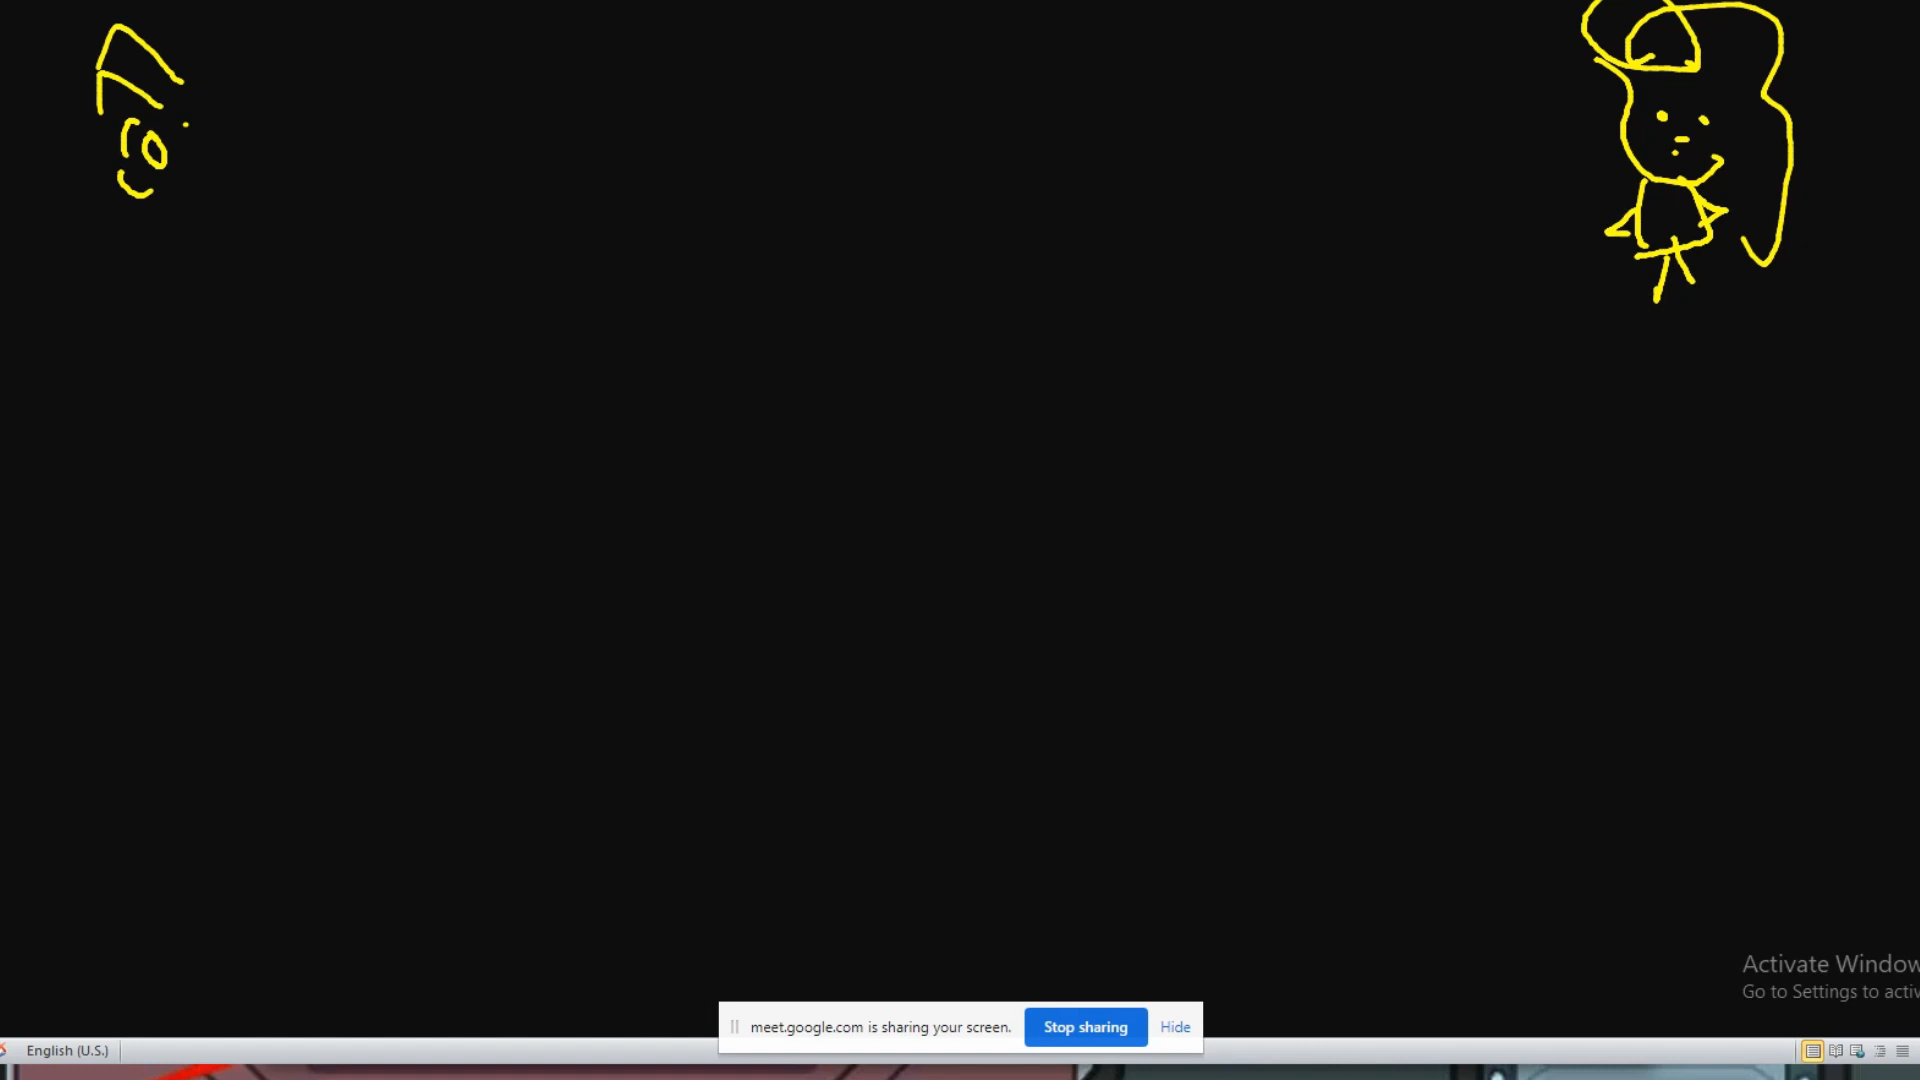 Activate Window
Go to Settings to activ
meet.google.com is sharing your screen.
Stop sharing
Hide
English (U.S.)